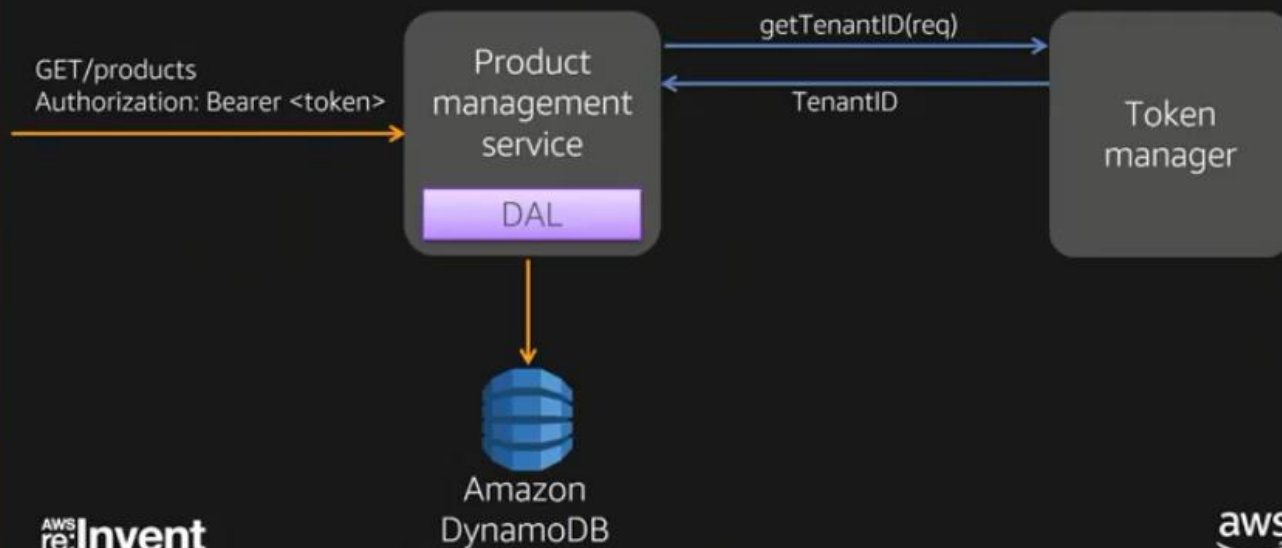 GET/products
Authorization: Bearer <token>
Product
management
service
DAL
getTenantID(req)
TenantID
Token
manager
Amazon
DynamoDB
AWS
re:Invent
aws